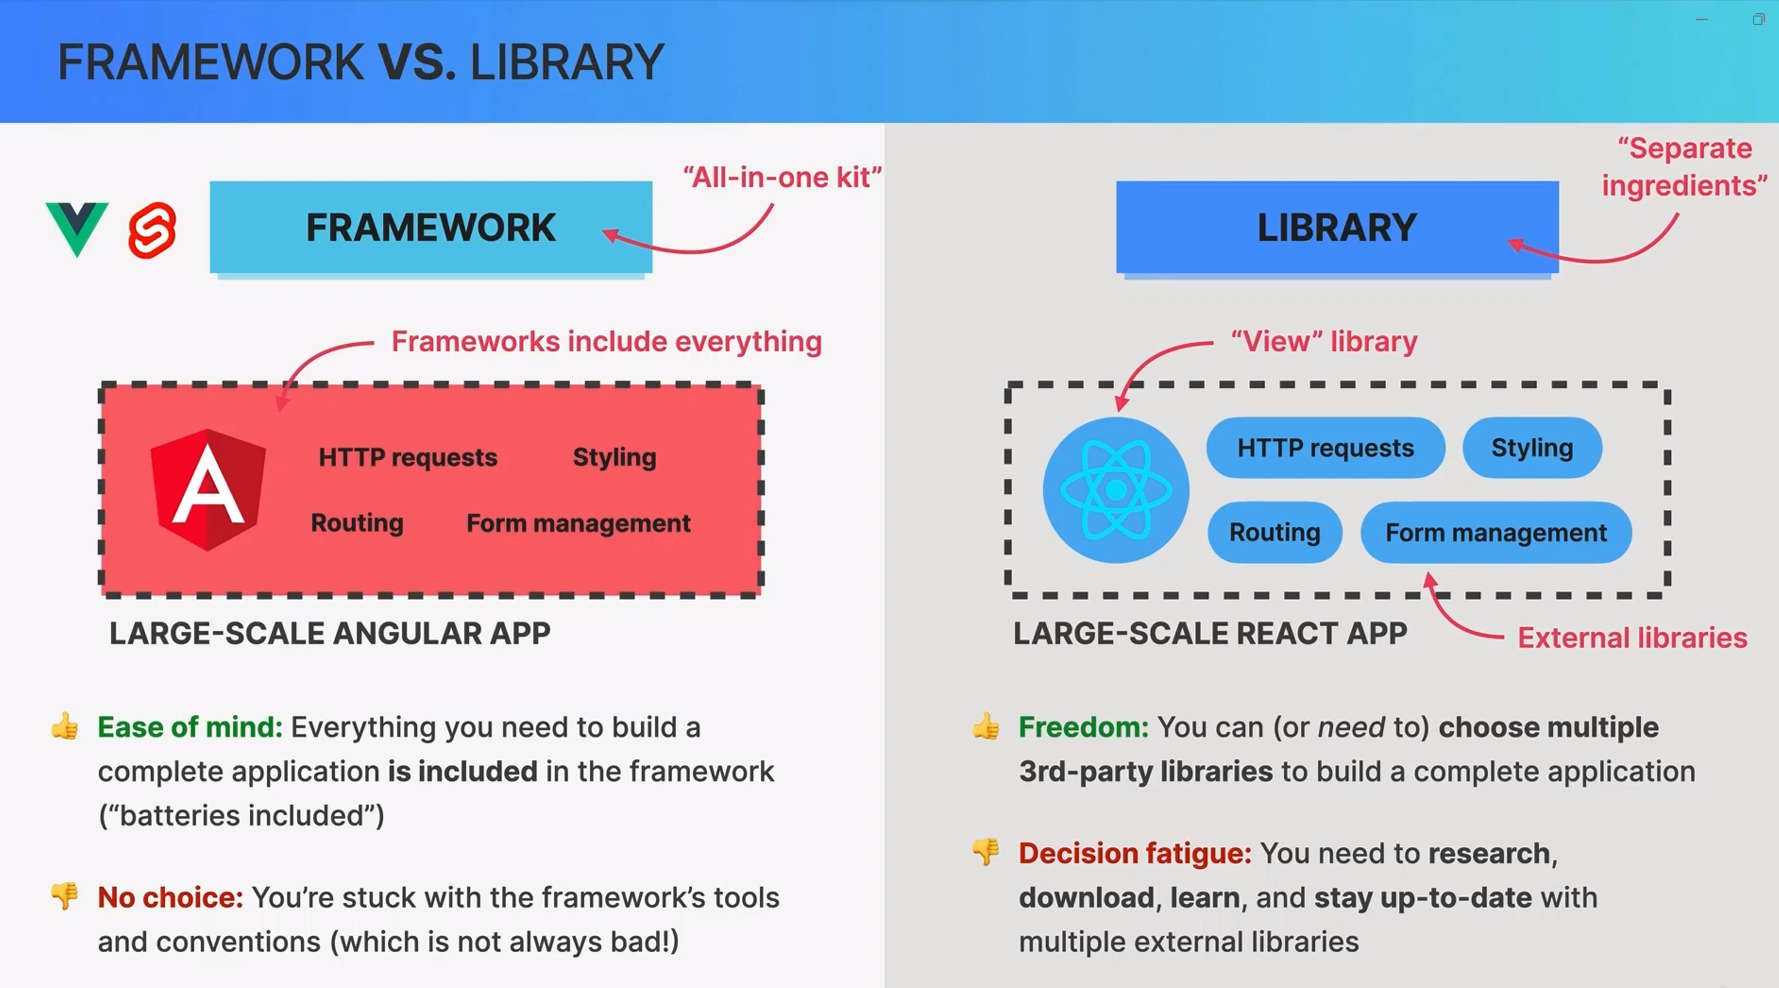 FRAMEWORK VS. LIBRARY
“All-in-one kit”
FRAMEWORK
Frameworks include everything
A
HTTP requests
Styling
Routing
Form management
LARGE-SCALE ANGULAR APP
👍 Ease of mind: Everything you need to build a
complete application is included in the framework
(“batteries included”)
👎 No choice: You’re stuck with the framework’s tools
and conventions (which is not always bad!)
“Separate
ingredients”
LIBRARY
“View” library
HTTP requests
Styling
Routing
Form management
LARGE-SCALE REACT APP
External libraries
👍 Freedom: You can (or need to) choose multiple
3rd-party libraries to build a complete application
👎 Decision fatigue: You need to research,
download, learn, and stay up-to-date with
multiple external libraries